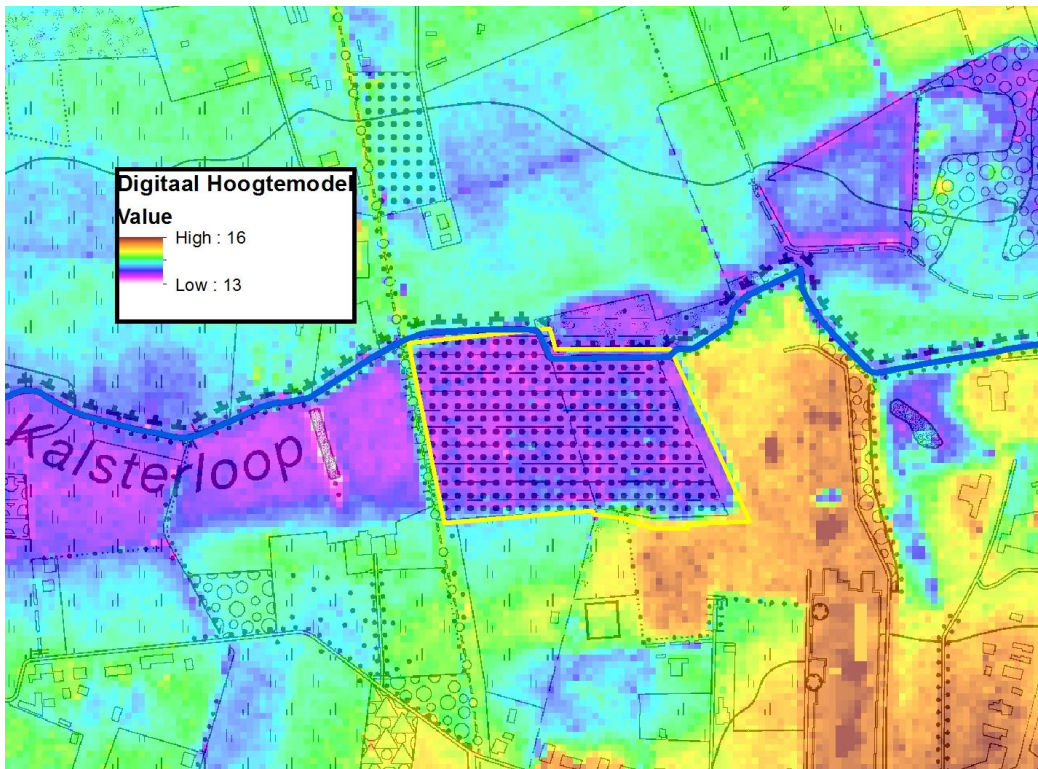 Digitaal Hoogtemodel
Value
High : 16
Low : 13
Kalsterloop